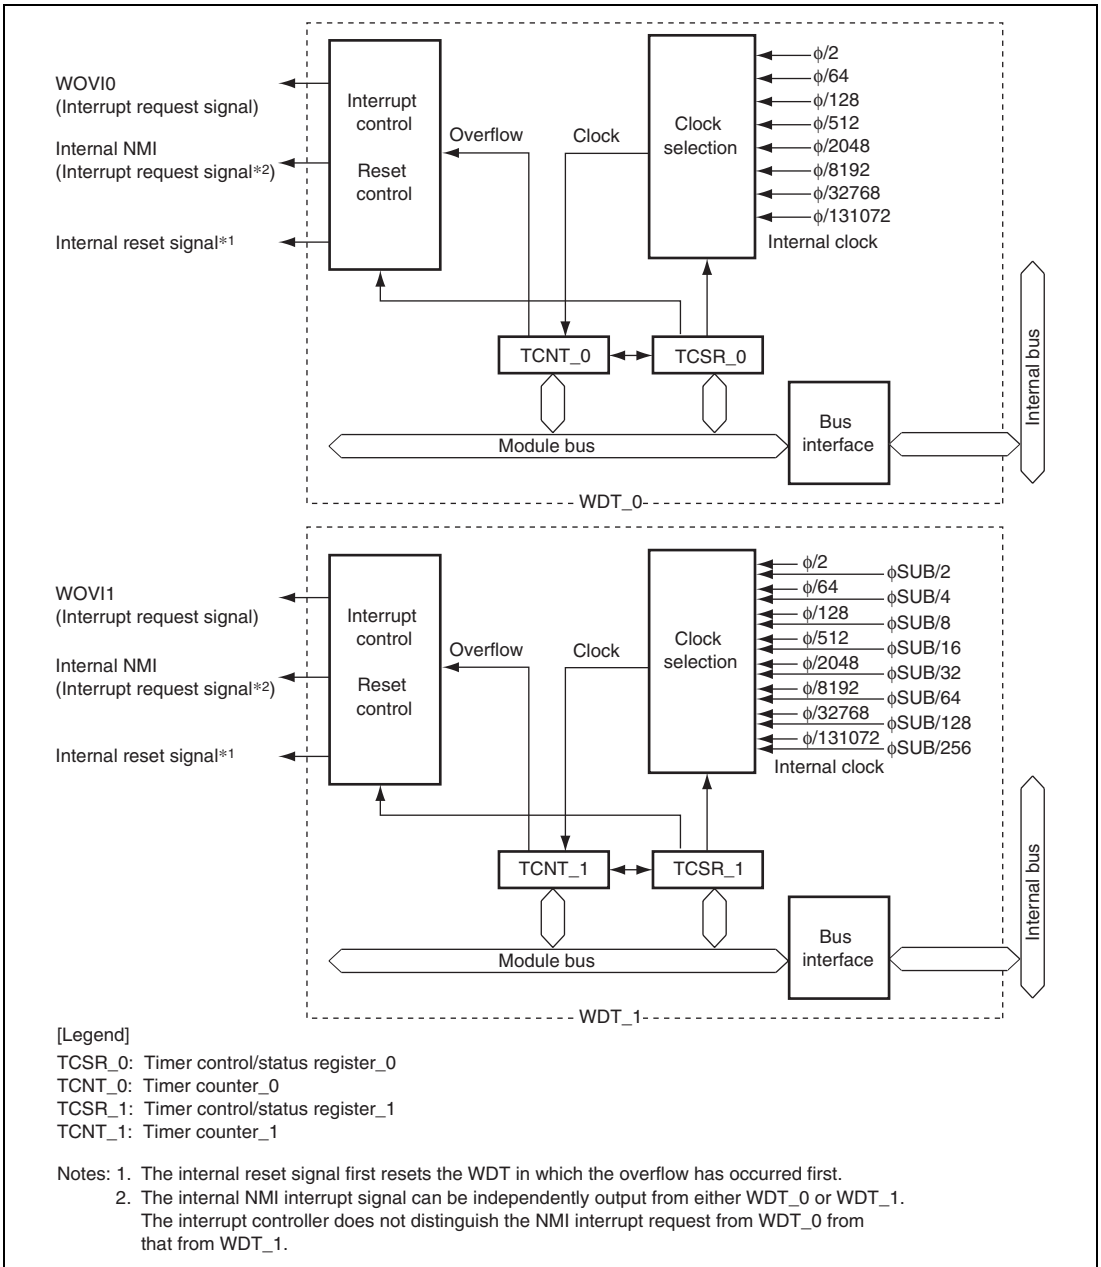 WOVI0
(Interrupt request signal)
Internal NMI
(Interrupt request signal*2)
Internal reset signal*1
Interrupt
control
Reset
control
Overflow
Clock
Clock
selection
ϕ/2
ϕ/64
ϕ/128
ϕ/512
ϕ/2048
ϕ/8192
ϕ/32768
ϕ/131072
Internal clock
TCNT_0
TCSR_0
Module bus
Bus
interface
Internal bus
WDT_0
WOVI1
(Interrupt request signal)
Internal NMI
(Interrupt request signal*2)
Internal reset signal*1
Interrupt
control
Reset
control
Overflow
Clock
Clock
selection
ϕ/2
ϕSUB/2
ϕ/64
ϕSUB/4
ϕ/128
ϕSUB/8
ϕ/512
ϕSUB/16
ϕ/2048
ϕSUB/32
ϕ/8192
ϕSUB/64
ϕ/32768
ϕSUB/128
ϕ/131072
ϕSUB/256
Internal clock
TCNT_1
TCSR_1
Module bus
Bus
interface
Internal bus
WDT_1
[Legend]
TCSR_0: Timer control/status register_0
TCNT_0: Timer counter_0
TCSR_1: Timer control/status register_1
TCNT_1: Timer counter_1
Notes: 1. The internal reset signal first resets the WDT in which the overflow has occurred first.
2. The internal NMI interrupt signal can be independently output from either WDT_0 or WDT_1.
The interrupt controller does not distinguish the NMI interrupt request from WDT_0 from
that from WDT_1.